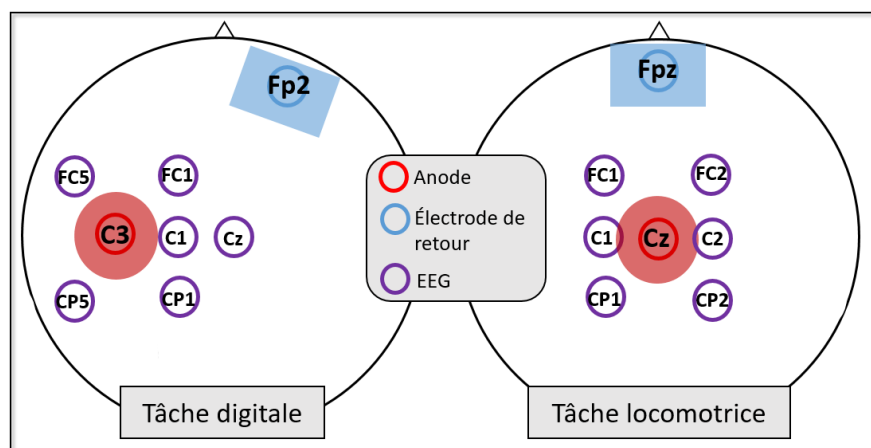 Fp2
FC5
FC1
C3
C1
Cz
CP5
CP1
Tâche digitale
Anode
Électrode de
retour
EEG
Fpz
FC1
FC2
C1
Cz
C2
CP1
CP2
Tâche locomotrice